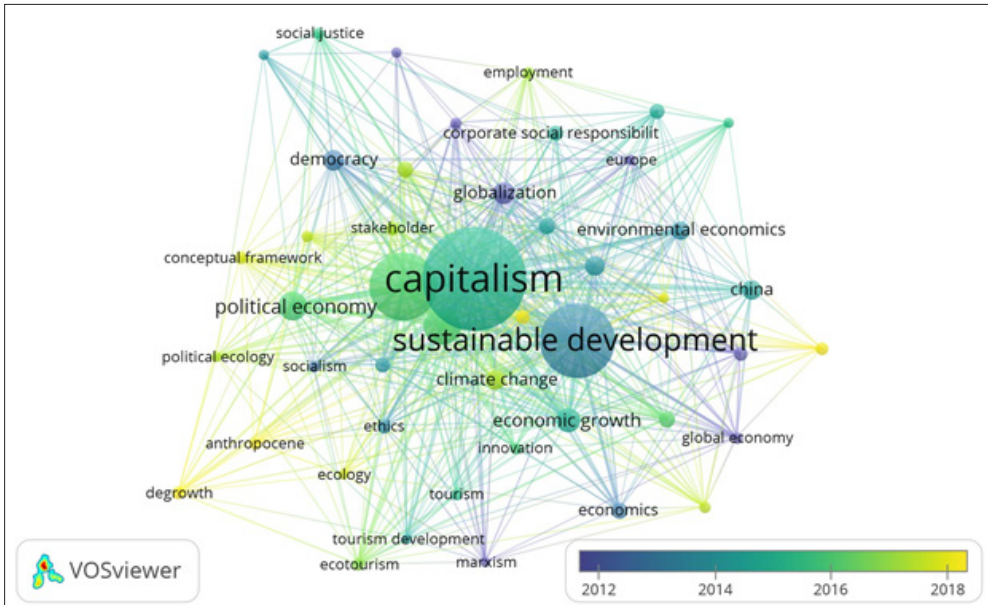 social justice
employment
corporate social responsibilit
democracy
europe
globalization
stakeholder
environmental economics
conceptual framework
capitalism
china
political economy
sustainable development
political ecology
socialism
climate change
economic growth
ethics
global economy
anthropocene
innovation
ecology
degrowth
tourism
economics
tourism development
ecotourism
marxism
VOSviewer
2012
2014
2016
2018